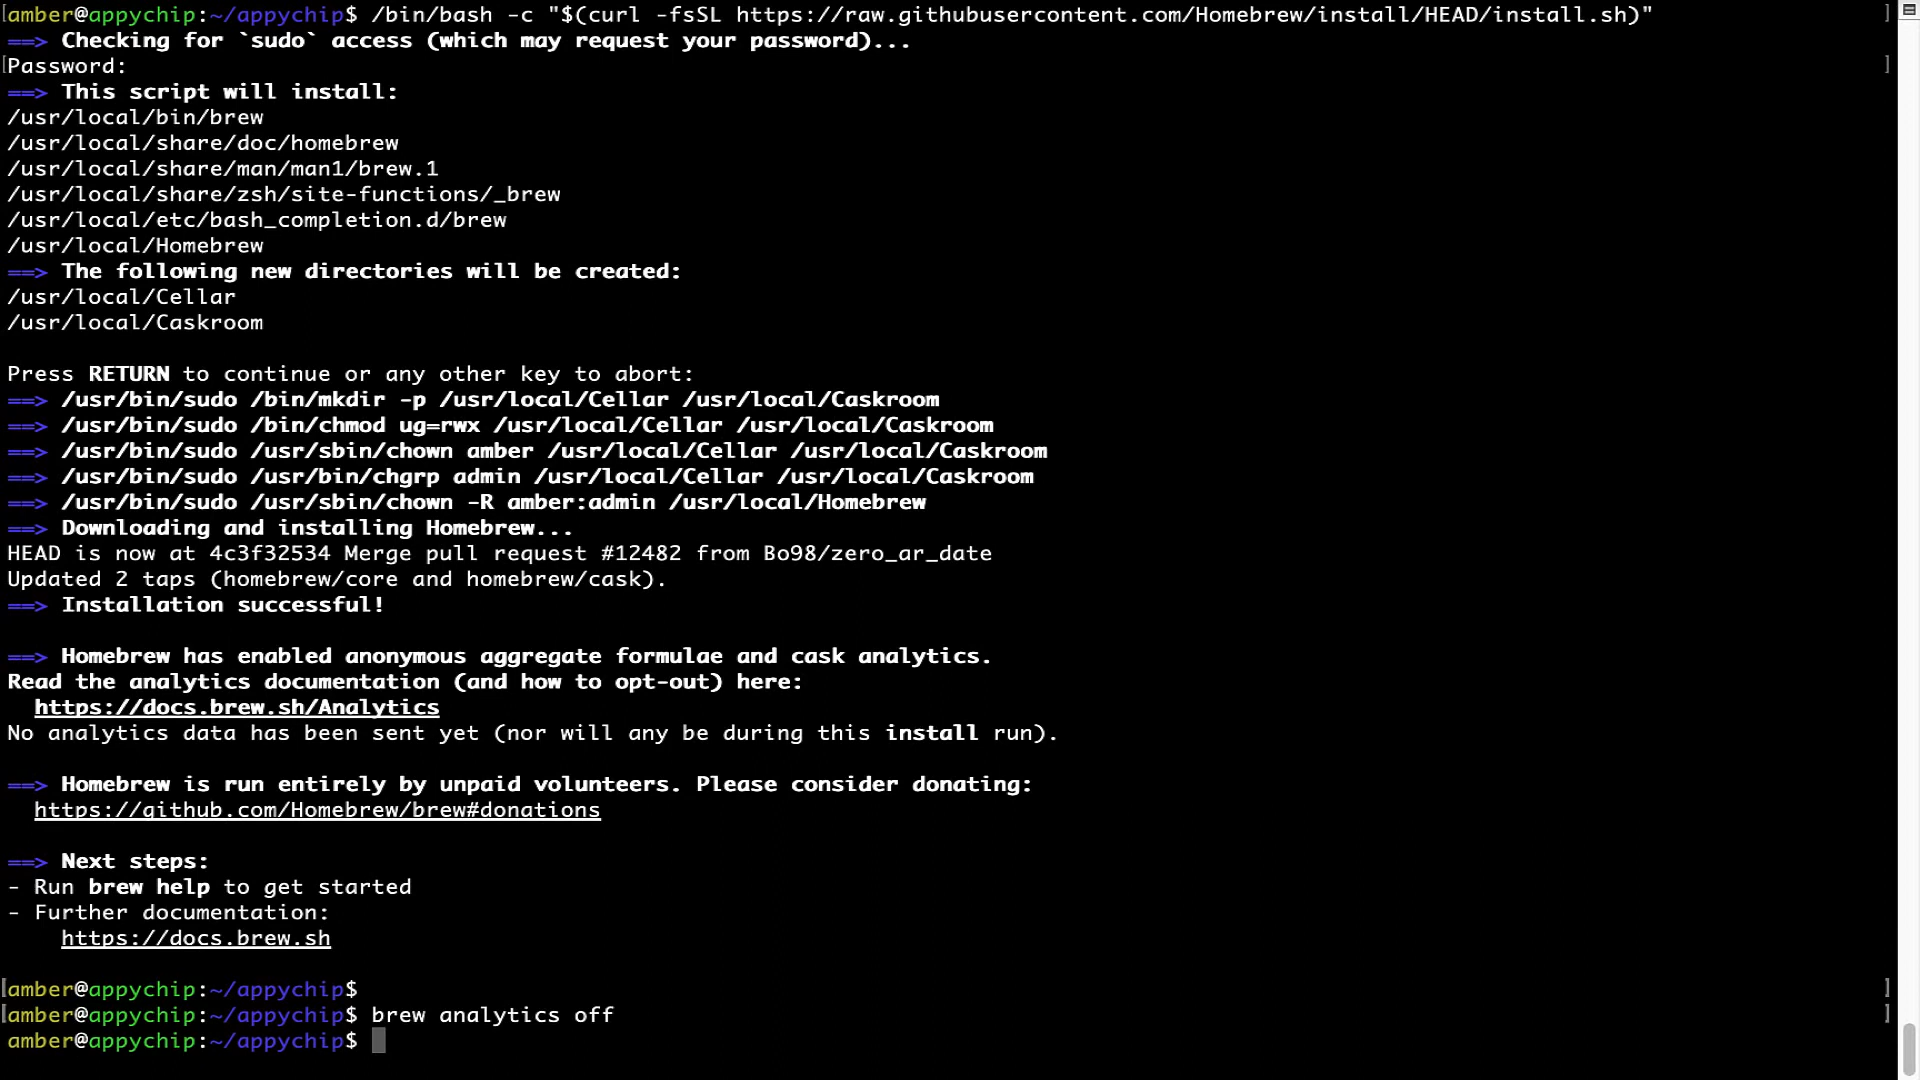 amber@appychip:~/appychip$ /bin/bash -c "$(curl -fsSL https://raw.githubusercontent.com/Homebrew/install/HEAD/install.sh)"
==> Checking for `sudo` access (which may request your password)...
Password:
==> This script will install:
/usr/local/bin/brew
/usr/local/share/doc/homebrew
/usr/local/share/man/man1/brew.1
/usr/local/share/zsh/site-functions/_brew
/usr/local/etc/bash_completion.d/brew
/usr/local/Homebrew
==> The following new directories will be created:
/usr/local/Cellar
/usr/local/Caskroom
Press RETURN to continue or any other key to abort:
==> /usr/bin/sudo /bin/mkdir -p /usr/local/Cellar /usr/local/Caskroom
==> /usr/bin/sudo /bin/chmod ug=rwx /usr/local/Cellar /usr/local/Caskroom
==> /usr/bin/sudo /usr/sbin/chown amber /usr/local/Cellar /usr/local/Caskroom
==> /usr/bin/sudo /usr/bin/chgrp admin /usr/local/Cellar /usr/local/Caskroom
==> /usr/bin/sudo /usr/sbin/chown -R amber:admin /usr/local/Homebrew
==> Downloading and installing Homebrew...
HEAD is now at 4c3f32534 Merge pull request #12482 from Bo98/zero_ar_date
Updated 2 taps (homebrew/core and homebrew/cask).
==> Installation successful!
==> Homebrew has enabled anonymous aggregate formulae and cask analytics.
Read the analytics documentation (and how to opt-out) here:
https://docs.brew.sh/Analytics
No analytics data has been sent yet (nor will any be during this install run).
==> Homebrew is run entirely by unpaid volunteers. Please consider donating:
https://github.com/Homebrew/brew#donations
==> Next steps:
- Run brew help to get started
- Further documentation:
https://docs.brew.sh
amber@appychip:~/appychip$
amber@appychip:~/appychip$ brew analytics off
amber@appychip:~/appychip$